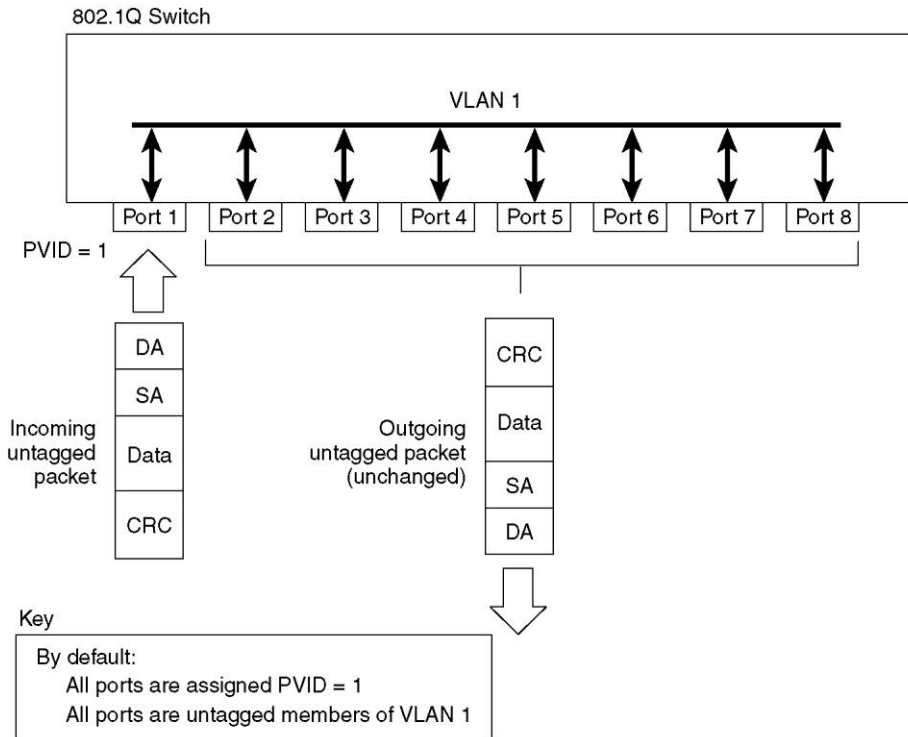 802.1Q Switch
VLAN 1
Port 1
Port 2
Port 3
Port 4
Port 5
Port 6
Port 7
Port 8
PVID = 1
Incoming
untagged
packet
DA
SA
Data
CRC
Outgoing
untagged packet
(unchanged)
CRC
Data
SA
DA
Key
By default:
All ports are assigned PVID = 1
All ports are untagged members of VLAN 1